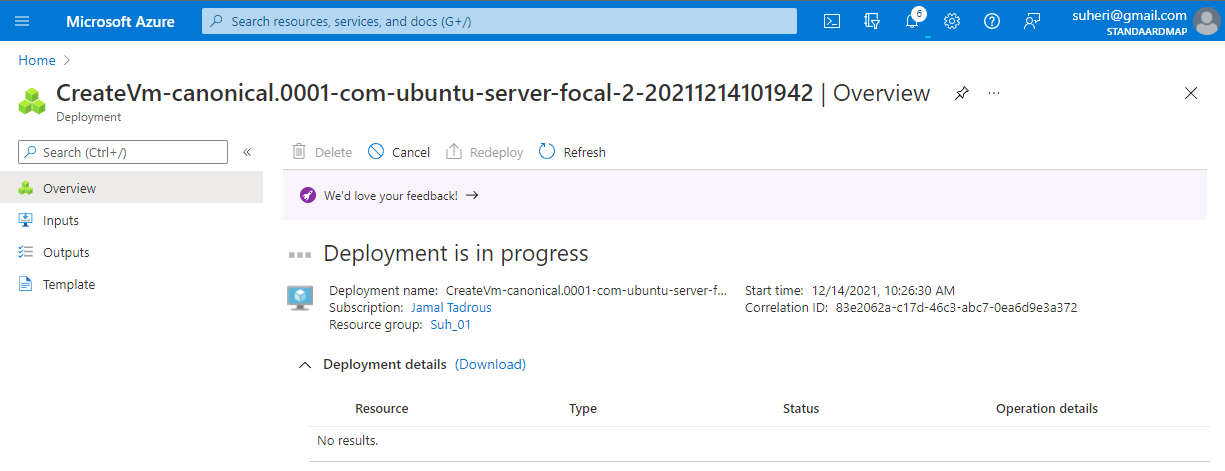 Microsoft Azure
Search resources, services, and docs (G+/)
6
suheri@gmail.com
STANDAARDMAP
Home
CreateVm-canonical.0001-com-ubuntu-server-focal-2-20211214101942 | Overview
Deployment
Search (Ctrl+/)
Delete Cancel Redeploy Refresh
Overview
Inputs
Outputs
Template
We'd love your feedback!
Deployment is in progress
Deployment name: CreateVm-canonical.0001-com-ubuntu-server-f... Start time: 12/14/2021, 10:26:30 AM
Subscription: Jamal Tadrous Correlation ID: 83e2062a-c17d-46c3-abc7-0ea6d9e3a372
Resource group: Suh_01
Deployment details (Download)
Resource Type Status Operation details
No results.